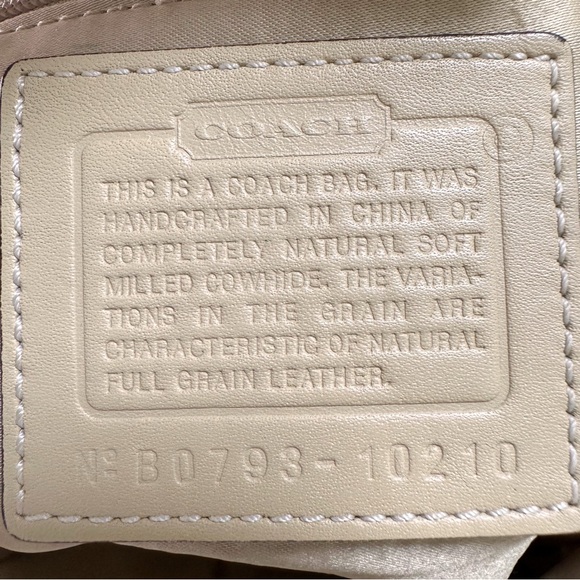 COACH
THIS IS A COACH BAG. IT WAS
HANDCRAFTED IN CHINA OF
COMPLETELY NATURAL SOFT
MILLED COWHIDE. THE VARIA-
TIONS IN THE GRAIN ARE
CHARACTERISTIC OF NATURAL
FULL GRAIN LEATHER.
Nº B0793-10210